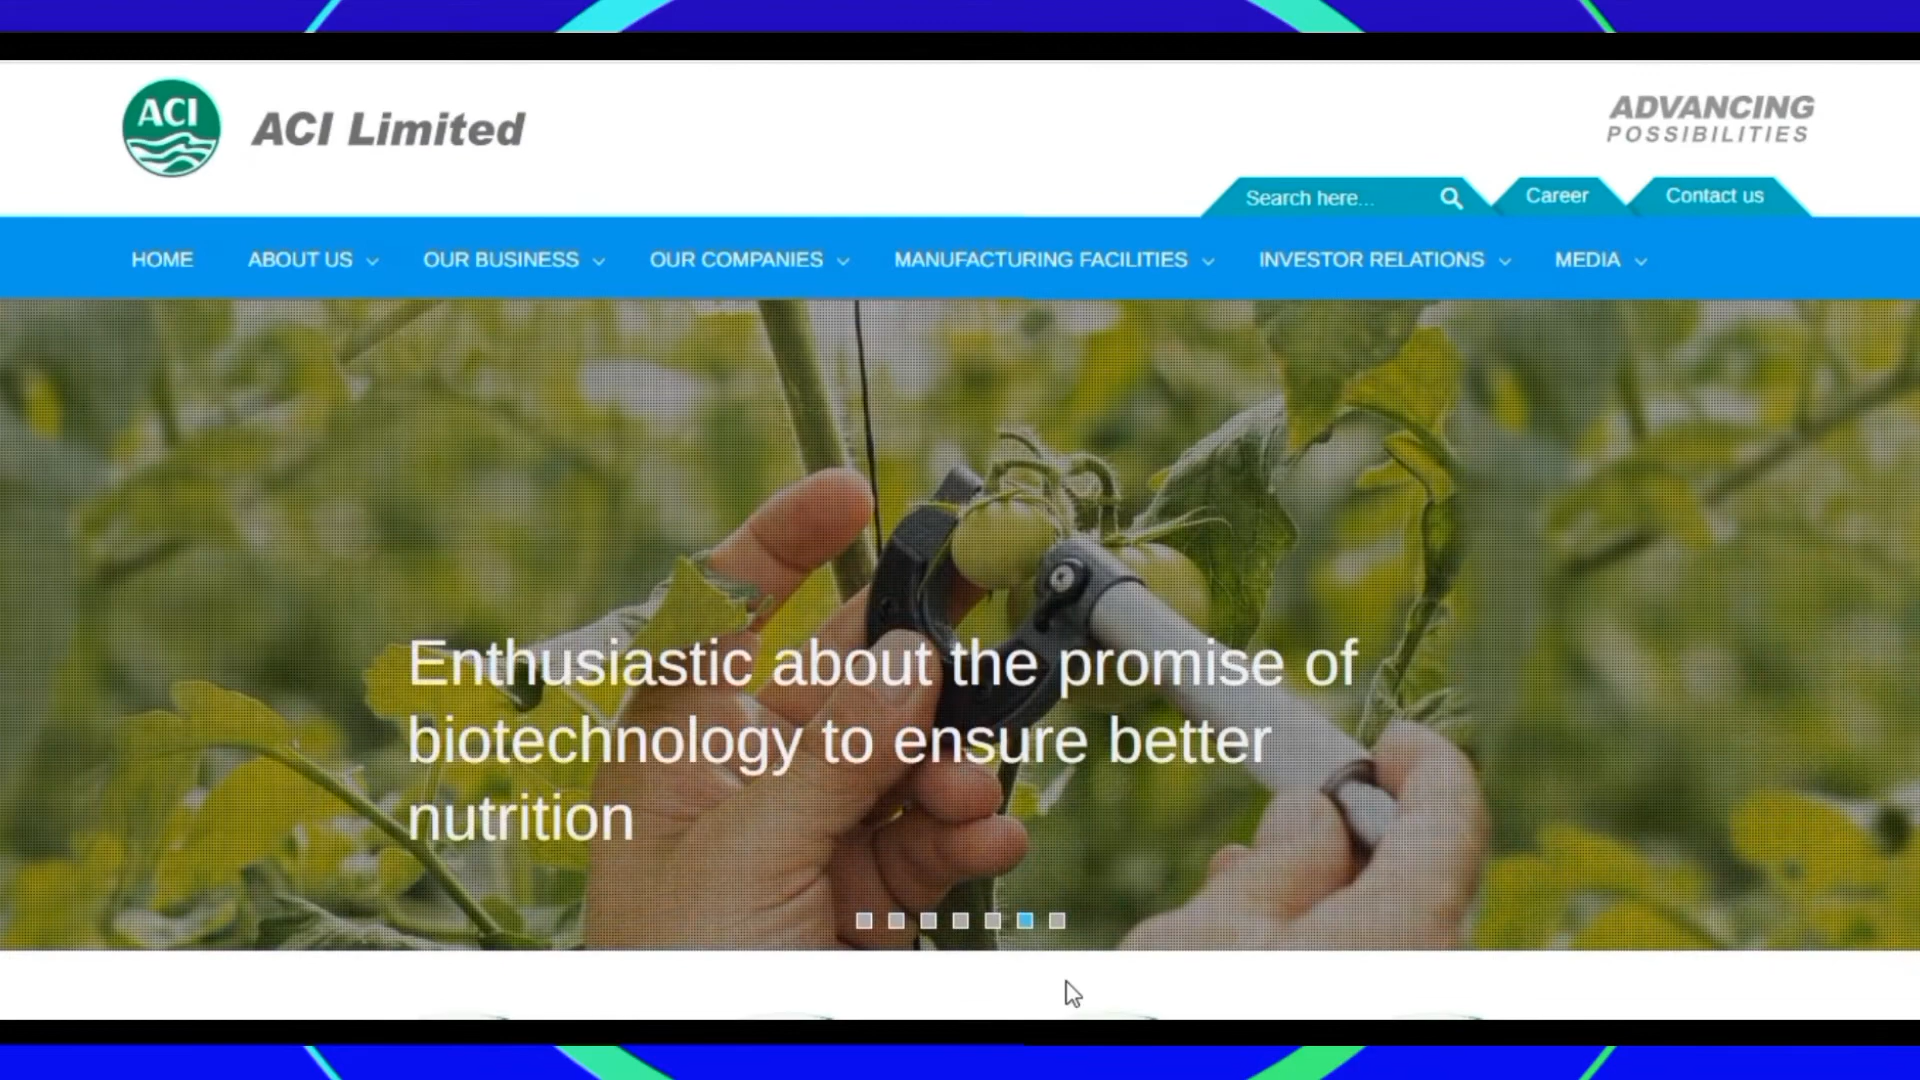 ACI
ACI Limited
ADVANCING
POSSIBILITIES
Search here...
Career
Contact us
HOME
ABOUT US
OUR BUSINESS
OUR COMPANIES
MANUFACTURING FACILITIES
INVESTOR RELATIONS
MEDIA
Enthusiastic about the promise of
biotechnology to ensure better
nutrition